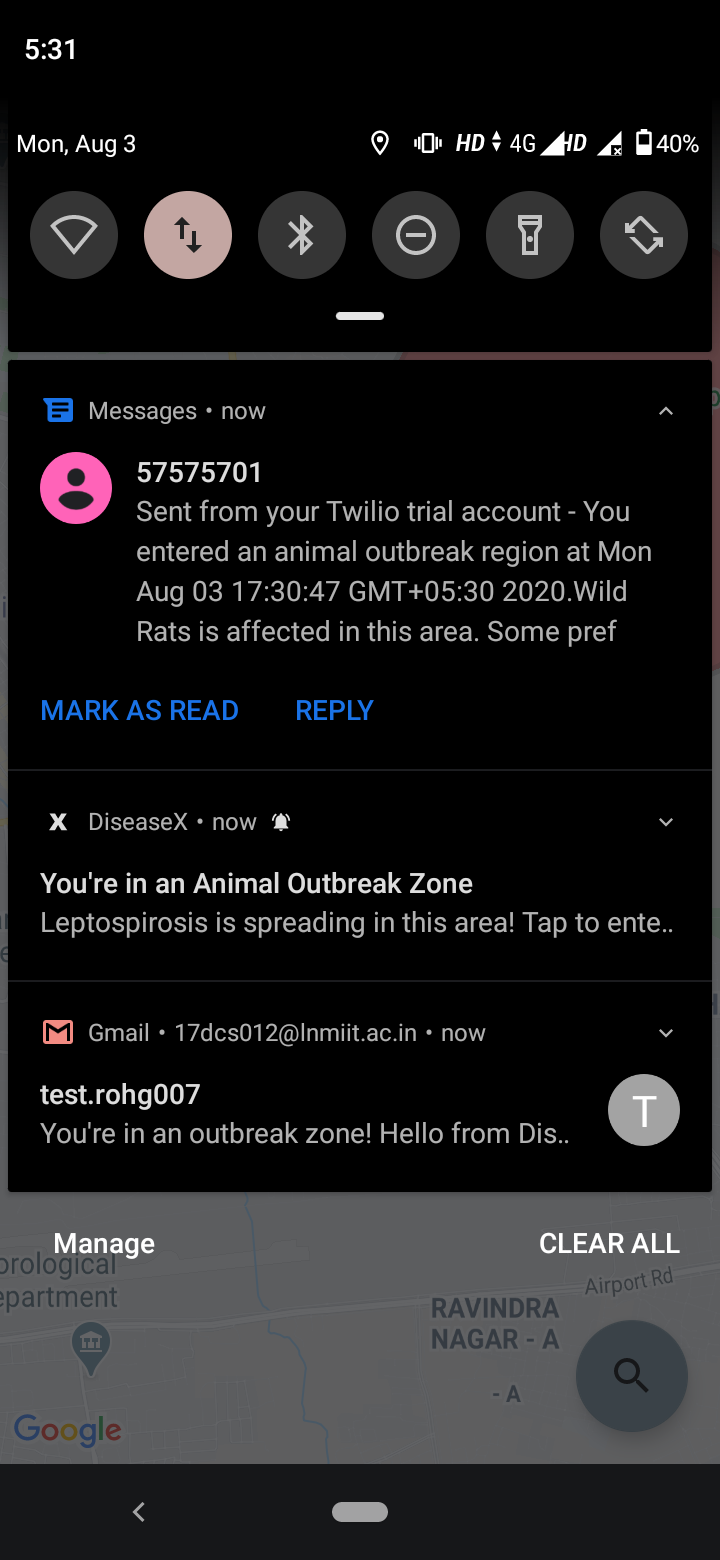 5:31
Mon, Aug 3
HD 4G HD 40%
Messages • now
57575701
Sent from your Twilio trial account - You
entered an animal outbreak region at Mon
Aug 03 17:30:47 GMT+05:30 2020.Wild
Rats is affected in this area. Some pref
MARK AS READ REPLY
X DiseaseX • now
You're in an Animal Outbreak Zone
Leptospirosis is spreading in this area! Tap to ente..
Gmail • 17dcs012@lnmiit.ac.in • now
test.rohg007
T
You're in an outbreak zone! Hello from Dis..
Manage CLEAR ALL
orological
epartment
Airport Rd
RAVINDRA
NAGAR - A
- A
Google